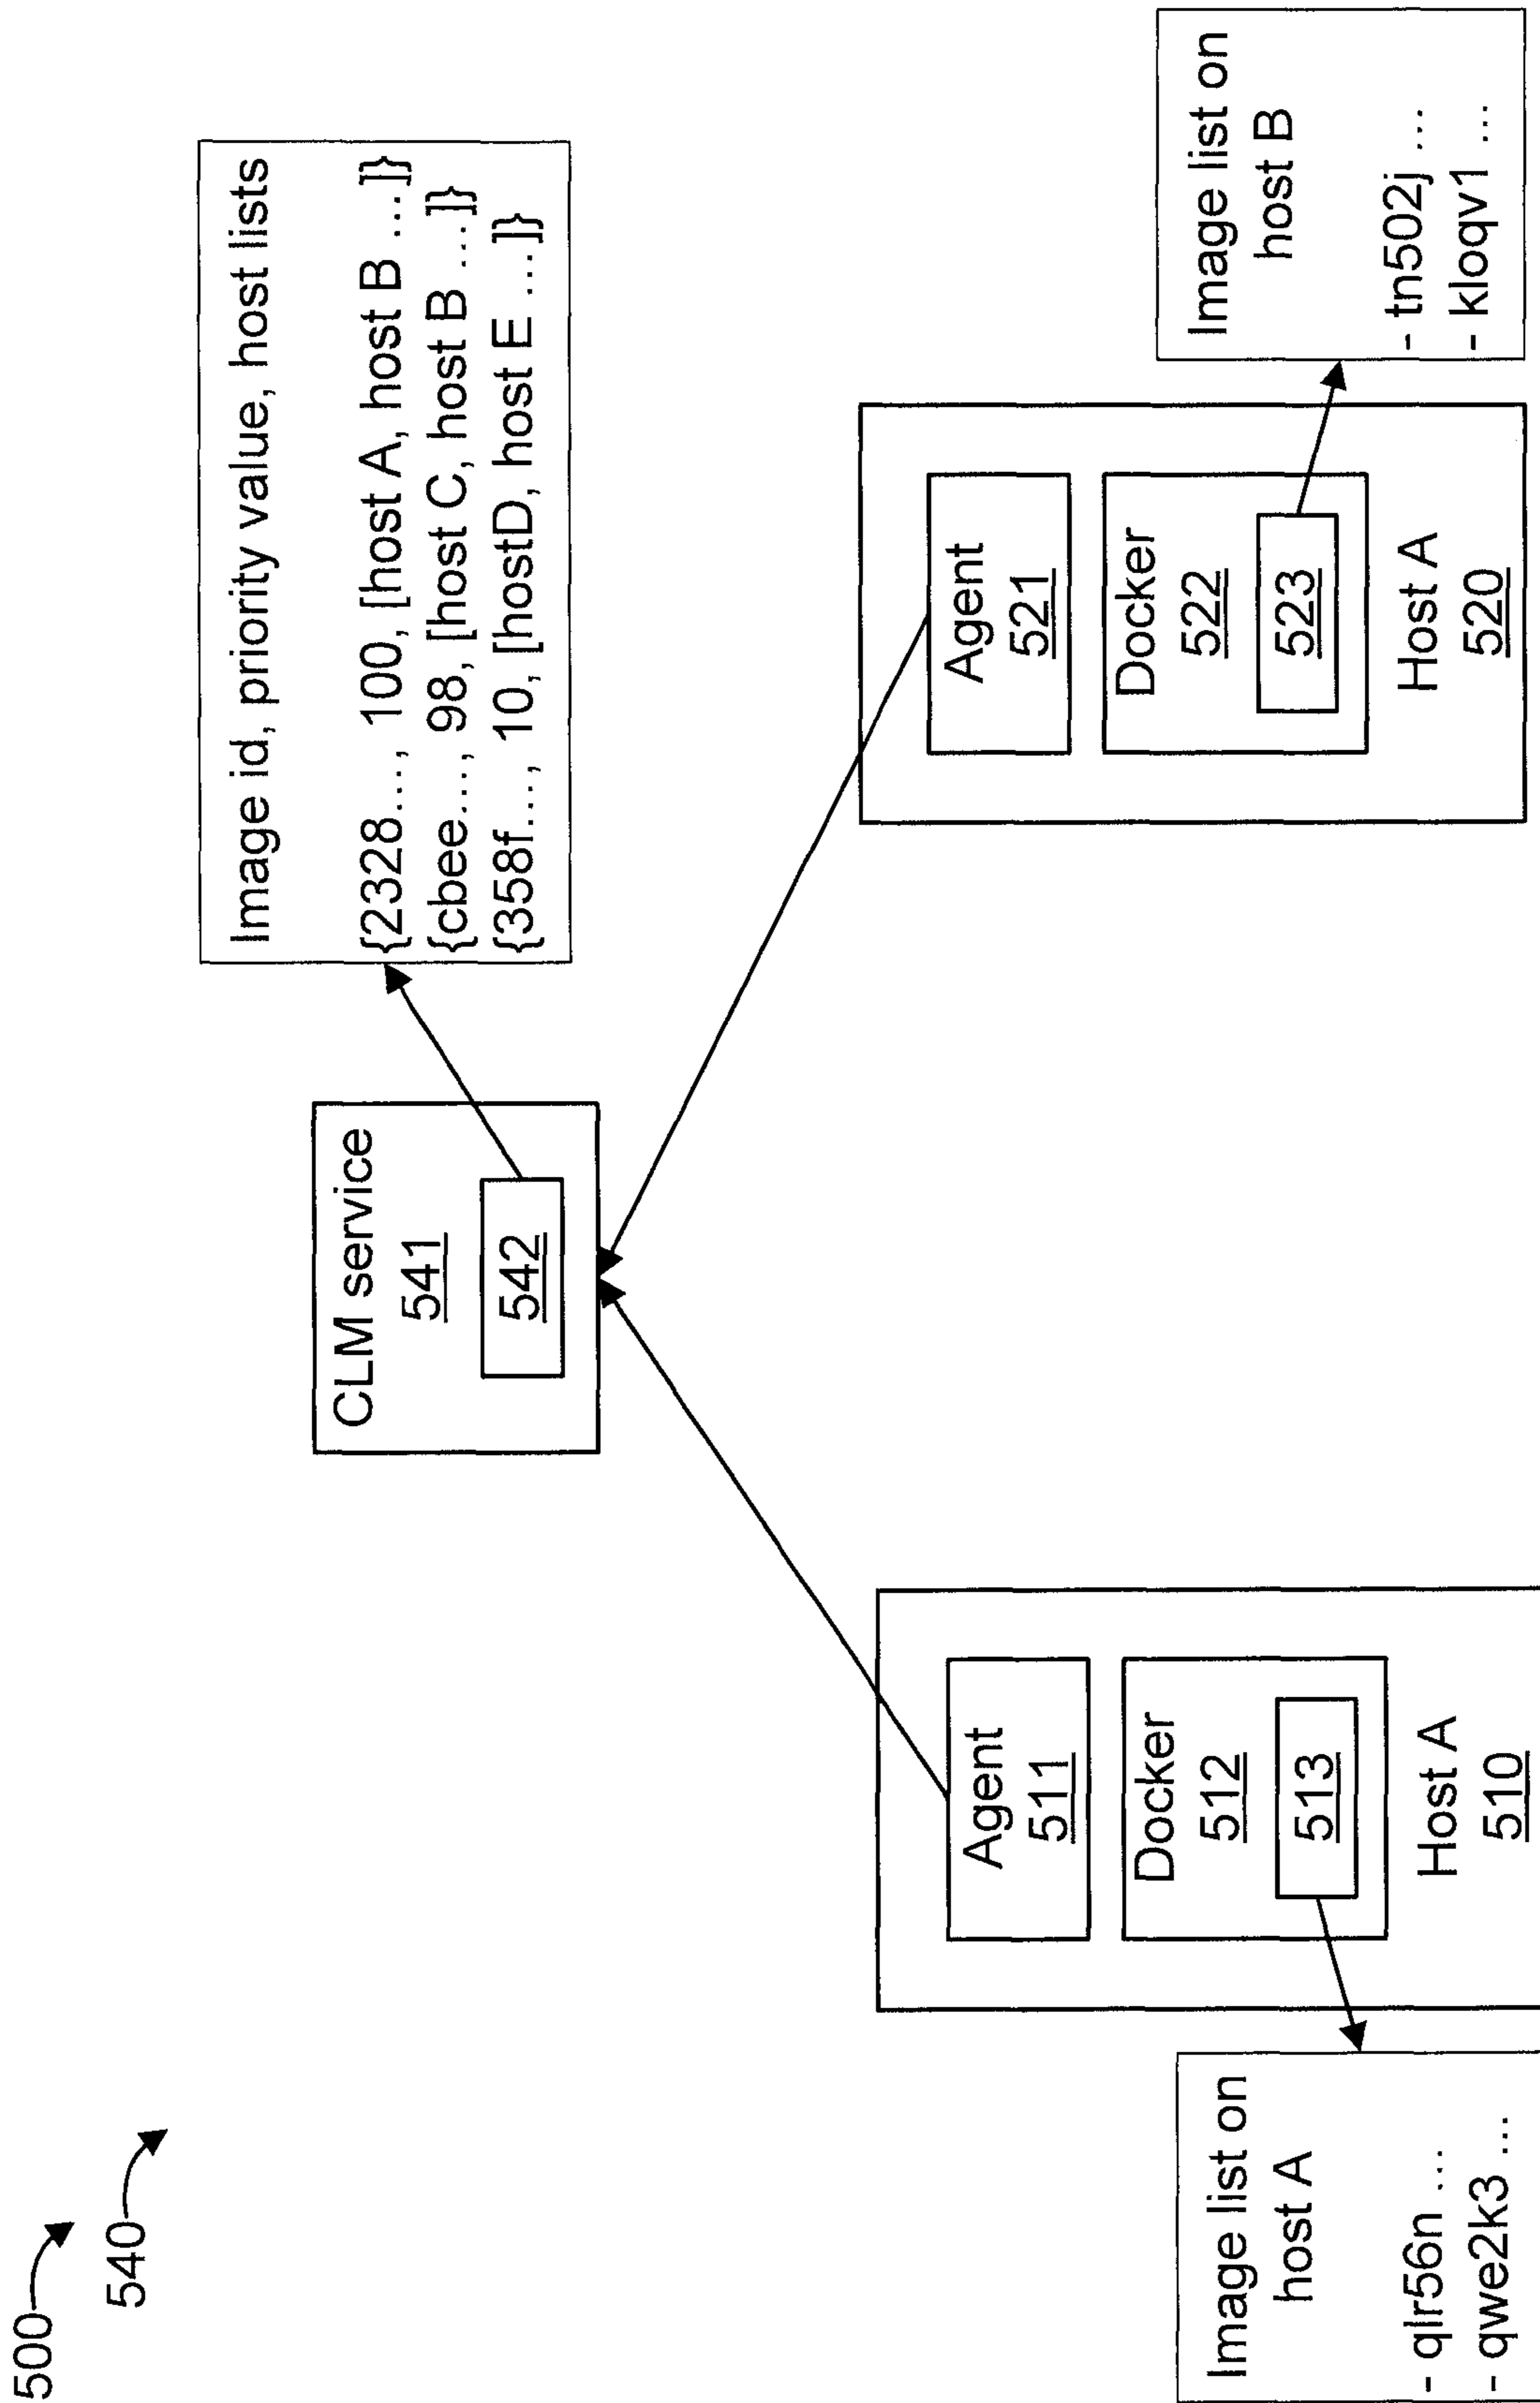 500
540
CLM service
541
542
Image id, priority value, host lists
{2328..., 100, [host A, host B ...]}
{cbee..., 98, [host C, host B ...]}
{358f..., 10, [hostD, host E ...]}
Image list on
host A
- qlr56n ...
- qwe2k3 ...
Agent
511
Docker
512
513
Host A
510
Agent
521
Docker
522
523
Host A
520
Image list on
host B
- tn502j ...
- kloqv1 ...